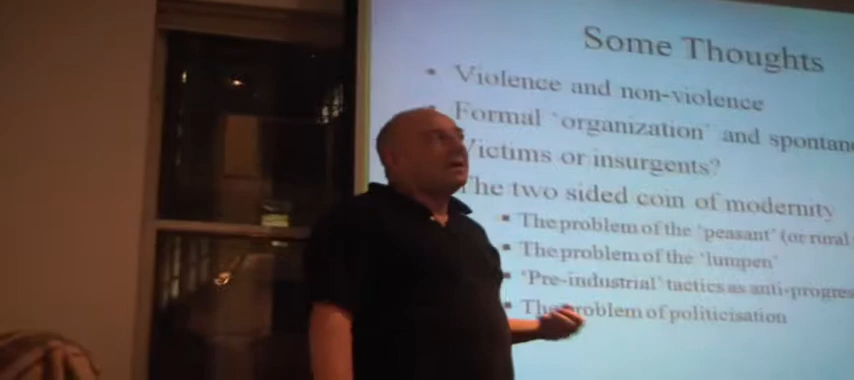 Some Thoughts
• Violence and non-violence
• Formal ‘organization’ and spontane
Victims or insurgents?
The two sided coin of modernity
▪ The problem of the ‘peasant’ (or rural
▪ The problem of the ‘lumpen’
▪ ‘Pre-industrial’ tactics as anti-progres
▪ The problem of politicisation